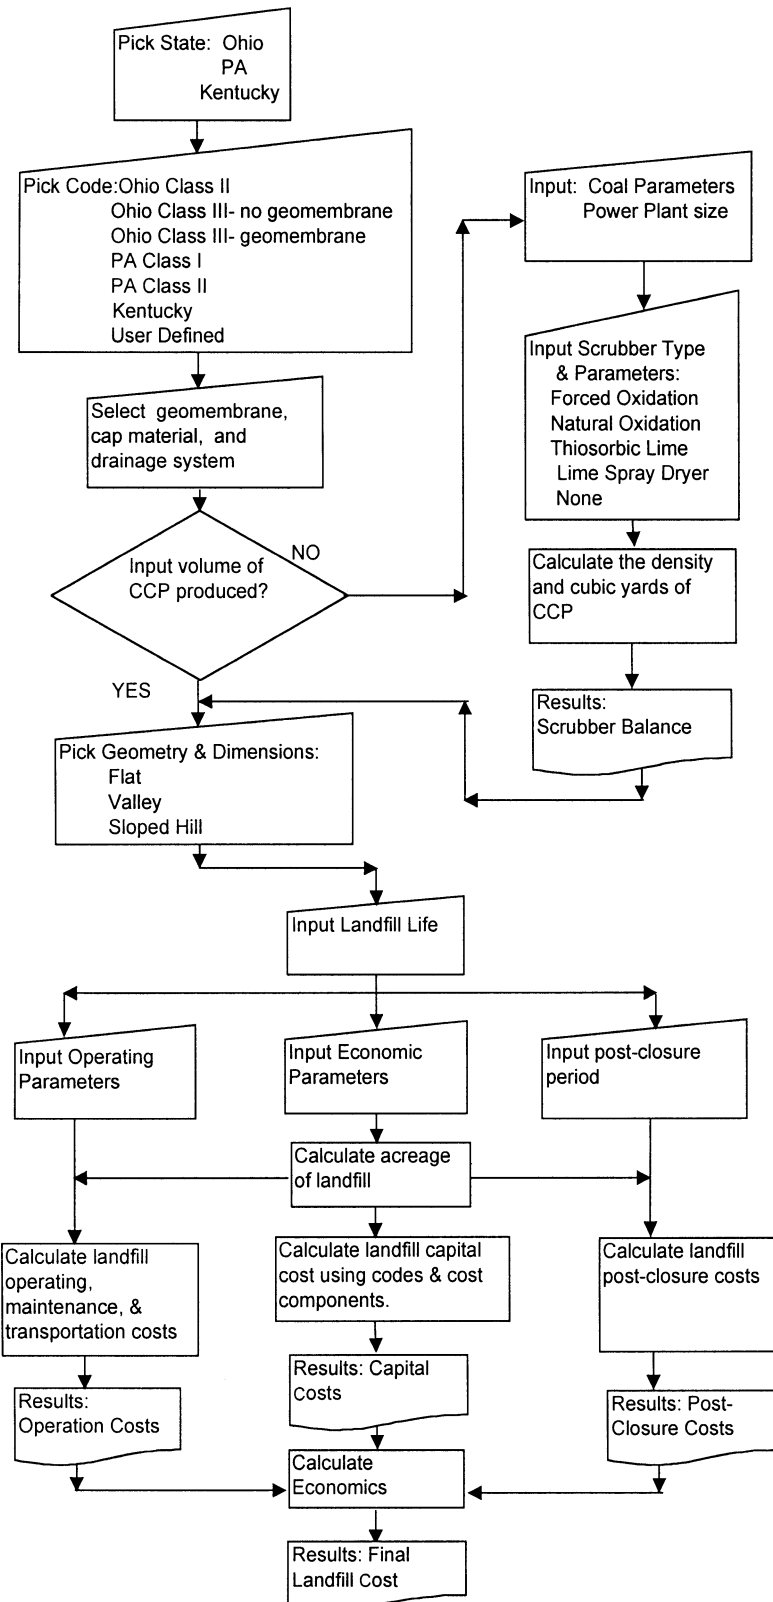 Pick State: Ohio
PA
Kentucky
Pick Code:Ohio Class II
Ohio Class III- no geomembrane
Ohio Class III- geomembrane
PA Class I
PA Class II
Kentucky
User Defined
Select geomembrane,
cap material, and
drainage system
Input volume of
CCP produced?
NO
YES
Input: Coal Parameters
Power Plant size
Input Scrubber Type
& Parameters:
Forced Oxidation
Natural Oxidation
Thiosorbic Lime
Lime Spray Dryer
None
Calculate the density
and cubic yards of
CCP
Results:
Scrubber Balance
Pick Geometry & Dimensions:
Flat
Valley
Sloped Hill
Input Landfill Life
Input Operating
Parameters
Input Economic
Parameters
Input post-closure
period
Calculate acreage
of landfill
Calculate landfill
operating,
maintenance, &
transportation costs
Calculate landfill capital
cost using codes & cost
components.
Calculate landfill
post-closure costs
Results:
Operation Costs
Results: Capital
Costs
Results: Post-
Closure Costs
Calculate
Economics
Results: Final
Landfill Cost